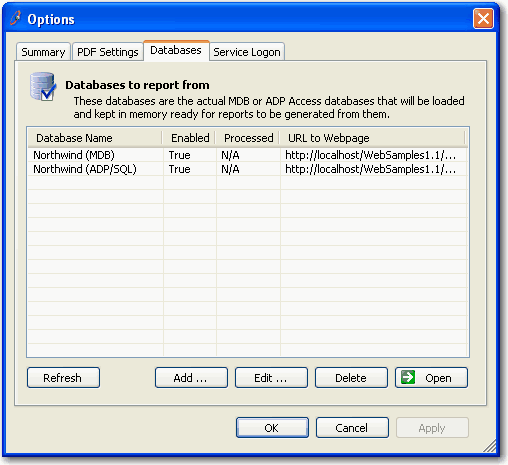 Options
Summary PDF Settings Databases Service Logon
Databases to report from
These databases are the actual MDB or ADP Access databases that will be loaded
and kept in memory ready for reports to be generated from them.
Database Name Enabled Processed URL to Webpage
Northwind (MDB) True N/A http://localhost/WebSamples1.1/...
Northwind (ADP/SQL) True N/A http://localhost/WebSamples1.1/...
Refresh Add ... Edit ... Delete Open
OK Cancel Apply